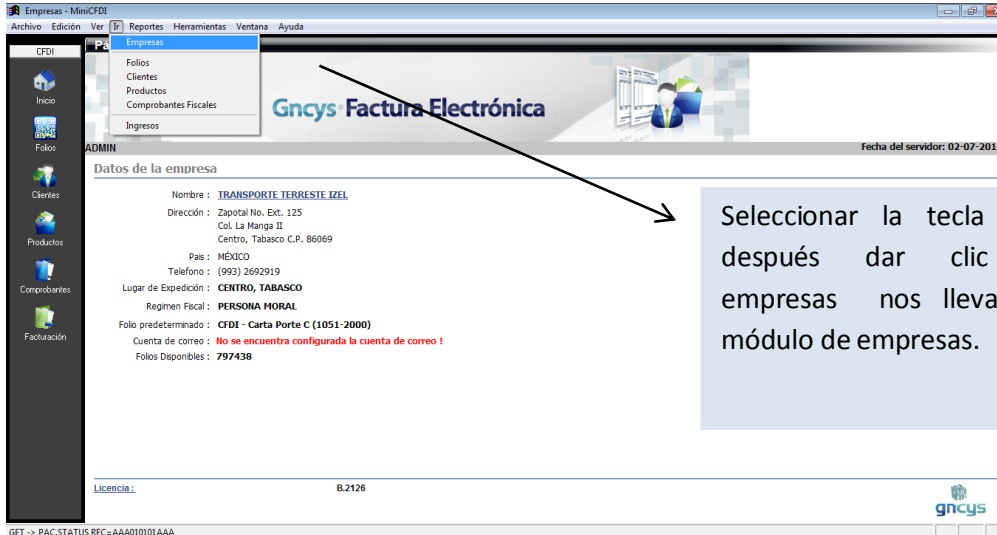 Empresas - MiniCFDI
Archivo Edición Ver Ir Reportes Herramientas Ventana Ayuda
CFDI
Inicio
Folios
Clientes
Productos
Comprobantes
Facturación
Empresas
Folios
Clientes
Productos
Comprobantes Fiscales
Ingresos
Gncys Factura Electrónica
ADMIN Fecha del servidor: 02-07-201
Datos de la empresa
Nombre : TRANSPORTE TERRESTE IZEL
Dirección : Zapotal No. Ext. 125
Col. La Manga II
Centro, Tabasco C.P. 86069
Pais : MÉXICO
Telefono : (993) 2692919
Lugar de Expedición : CENTRO, TABASCO
Regimen Fiscal : PERSONA MORAL
Folio predeterminado : CFDI - Carta Porte C (1051-2000)
Cuenta de correo : No se encuentra configurada la cuenta de correo !
Folios Disponibles : 797438
Seleccionar la tecla
después dar clic
empresas nos lleva
módulo de empresas.
Licencia : B.2126
gncys
GET -> PAC.STATUS RFC=AAA010101AAA